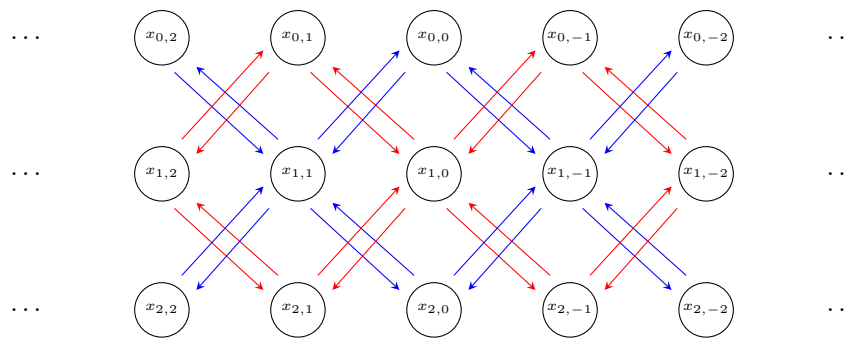 … x_{0,2} x_{0,1} x_{0,0} x_{0,-1} x_{0,-2} ..
… x_{1,2} x_{1,1} x_{1,0} x_{1,-1} x_{1,-2} ..
… x_{2,2} x_{2,1} x_{2,0} x_{2,-1} x_{2,-2} ..